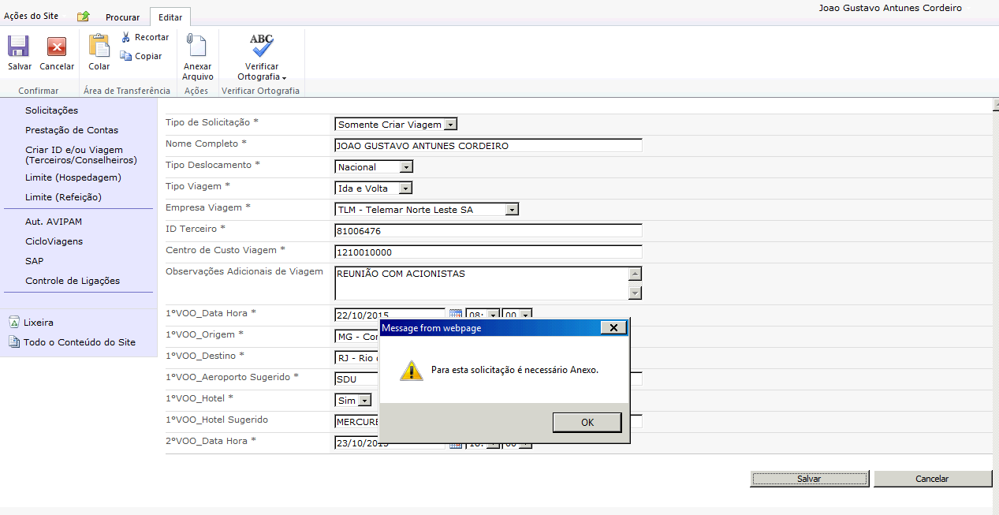 Joao Gustavo Antunes Cordeiro
Ações do Site
Procurar
Editar
Salvar
Cancelar
Colar
Recortar
Copiar
Anexar
Arquivo
ABC
Verificar
Ortografia
Confirmar
Área de Transferência
Ações
Verificar Ortografia
Solicitações
Prestação de Contas
Criar ID e/ou Viagem
(Terceiros/Conselheiros)
Limite (Hospedagem)
Limite (Refeição)
Aut. AVIPAM
CicloViagens
SAP
Controle de Ligações
Lixeira
Todo o Conteúdo do Site
Tipo de Solicitação * Somente Criar Viagem
Nome Completo * JOAO GUSTAVO ANTUNES CORDEIRO
Tipo Deslocamento * Nacional
Tipo Viagem * Ida e Volta
Empresa Viagem * TLM - Telemar Norte Leste SA
ID Terceiro * 81006476
Centro de Custo Viagem * 1210010000
Observações Adicionais de Viagem REUNIÃO COM ACIONISTAS
1ºVOO_Data Hora * 22/10/2015 08: 00
1ºVOO_Origem * MG - Con
1ºVOO_Destino * RJ - Rio
1ºVOO_Aeroporto Sugerido * SDU
1ºVOO_Hotel * Sim
1ºVOO_Hotel Sugerido MERCURE
2ºVOO_Data Hora * 23/10/2015
Message from webpage
Para esta solicitação é necessário Anexo.
OK
Salvar
Cancelar